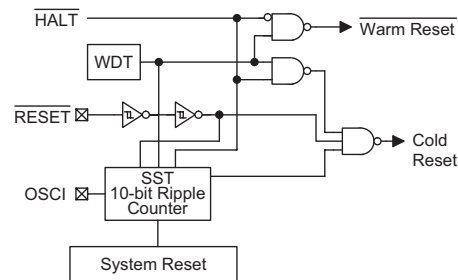 HALT
Warm Reset
WDT
RESET
Cold
Reset
SST
OSCI
10-bit Ripple
Counter
System Reset